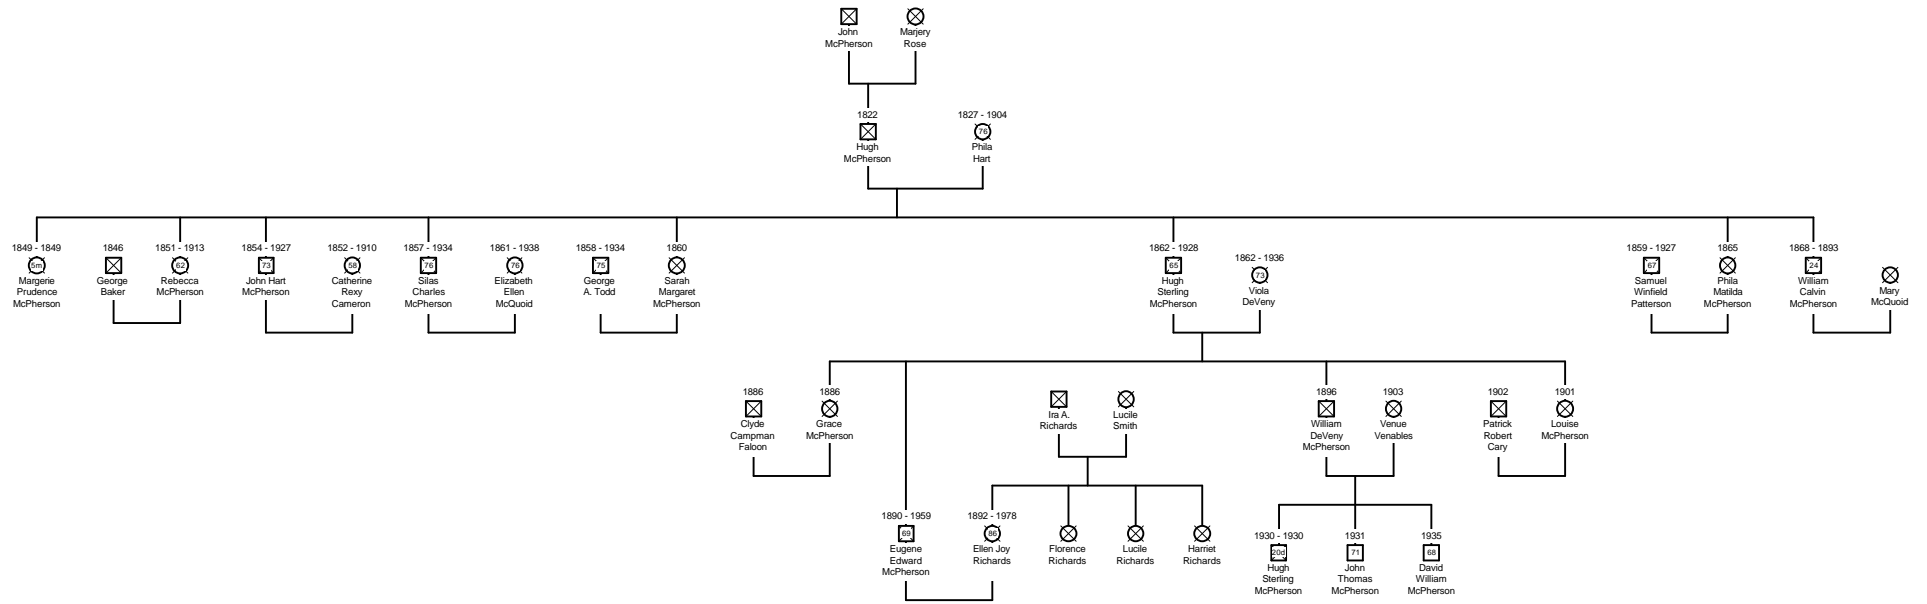 John
McPherson
Marjery
Rose
1822
Hugh
McPherson
1827 - 1904
76
Phila
Hart
1849 - 1849
5m
Margerie
Prudence
McPherson
1846
George
Baker
1851 - 1913
62
Rebecca
McPherson
1854 - 1927
73
John Hart
McPherson
1852 - 1910
58
Catherine
Rexy
Cameron
1857 - 1934
76
Silas
Charles
McPherson
1861 - 1938
76
Elizabeth
Ellen
McQuoid
1858 - 1934
75
George
A. Todd
1860
Sarah
Margaret
McPherson
1862 - 1928
65
Hugh
Sterling
McPherson
1862 - 1936
73
Viola
DeVeny
1859 - 1927
67
Samuel
Winfield
Patterson
1865
Phila
Matilda
McPherson
1868 - 1893
24
William
Calvin
McPherson
Mary
McQuoid
1886
Clyde
Campman
Faloon
1886
Grace
McPherson
Ira A.
Richards
Lucile
Smith
1896
William
DeVeny
McPherson
1903
Venue
Venables
1902
Patrick
Robert
Cary
1901
Louise
McPherson
1890 - 1959
69
Eugene
Edward
McPherson
1892 - 1978
86
Ellen Joy
Richards
Florence
Richards
Lucile
Richards
Harriet
Richards
1930 - 1930
20d
Hugh
Sterling
McPherson
1931
71
John
Thomas
McPherson
1935
68
David
William
McPherson